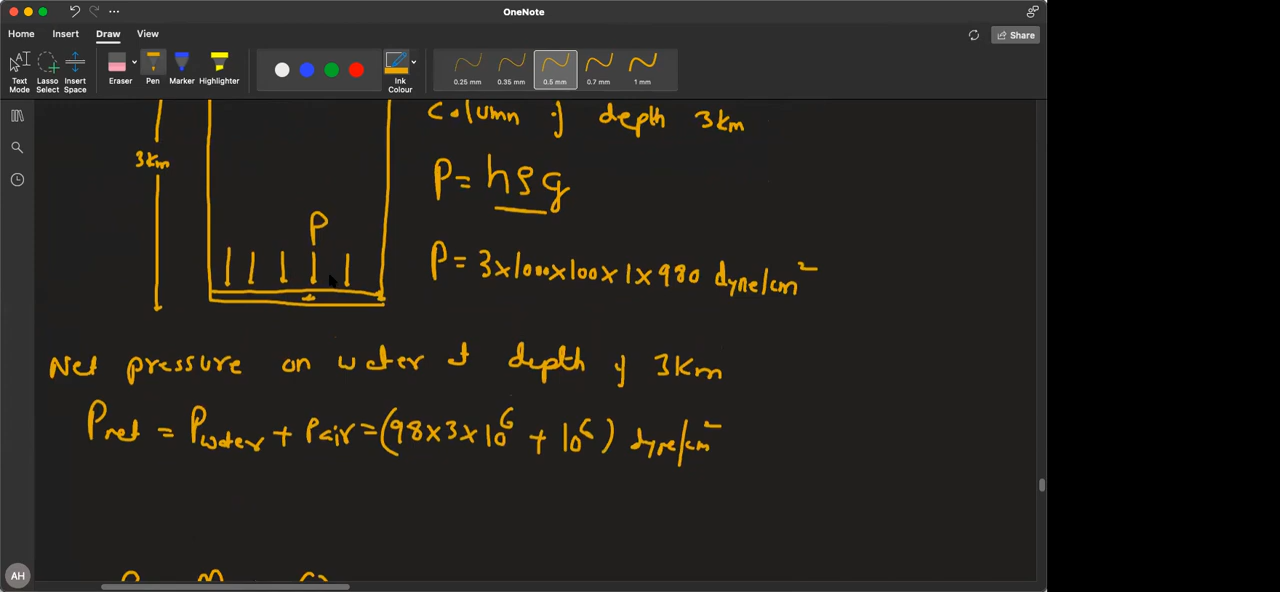 OneNote
Home Insert Draw View
Share
Text Mode
Lasso Select
Insert Space
Eraser
Pen
Marker
Highlighter
Ink Colour
0.25 mm
0.35 mm
0.5 mm
0.7 mm
1 mm
Column of depth 3km
3km
P = hρg
P
P = 3×1000×100×1×980 dyne/cm²
Net pressure on water at depth of 3Km
Pnet = Pwater + Pair = (98×3×10⁶ + 10⁶) dyne/cm²
AH